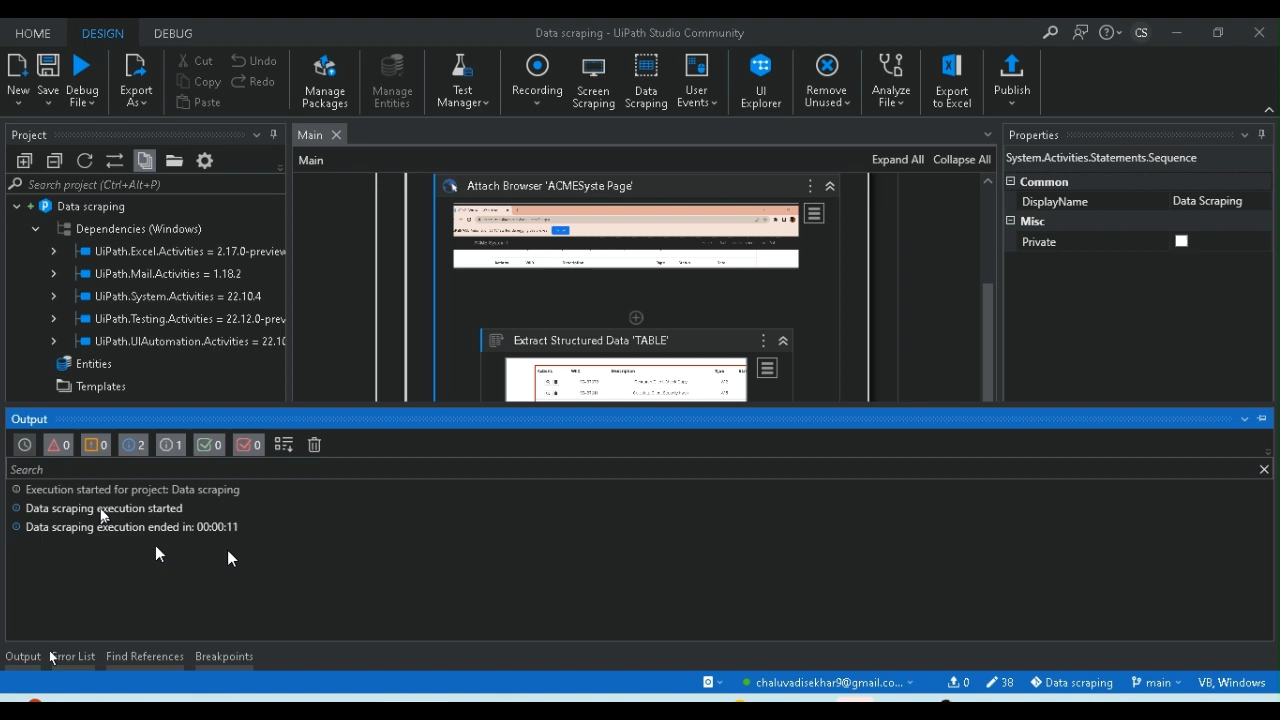 HOME DESIGN DEBUG Data scraping - UiPath Studio Community CS
New Save Debug File Export As Cut Copy Paste Undo Redo Manage Packages Manage Entities Test Manager Recording Screen Scraping Data Scraping User Events UI Explorer Remove Unused Analyze File Export to Excel Publish
Project Main Properties
Main Expand All Collapse All System.Activities.Statements.Sequence
Search project (Ctrl+Alt+P) Attach Browser 'ACMESyste Page' Common
Data scraping DisplayName Data Scraping
Dependencies (Windows) Misc
UiPath.Excel.Activities = 2.17.0-preview Private
UiPath.Mail.Activities = 1.18.2
UiPath.System.Activities = 22.10.4
UiPath.Testing.Activities = 22.12.0-prev
UiPath.UIAutomation.Activities = 22.10 Extract Structured Data 'TABLE'
Entities
Templates
Output
0 0 2 1 0 0
Search
Execution started for project: Data scraping
Data scraping execution started
Data scraping execution ended in: 00:00:11
Output Error List Find References Breakpoints
chaluvadisekhar9@gmail.co... 0 38 Data scraping main VB, Windows